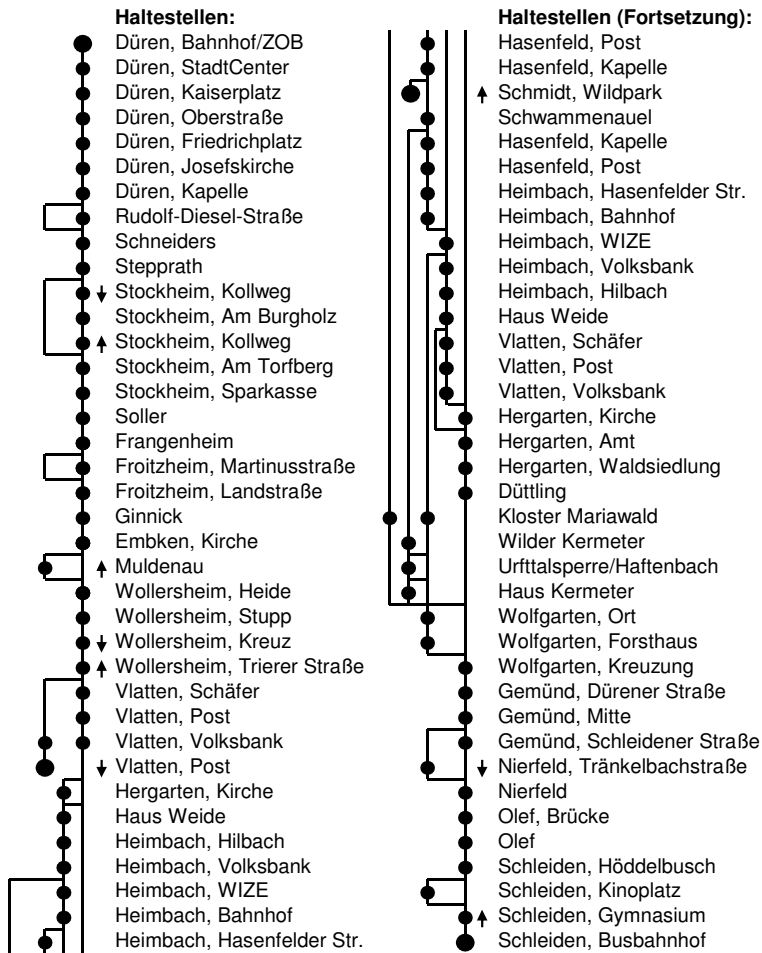 Haltestellen:
Düren, Bahnhof/ZOB
Düren, StadtCenter
Düren, Kaiserplatz
Düren, Oberstraße
Düren, Friedrichplatz
Düren, Josefskirche
Düren, Kapelle
Rudolf-Diesel-Straße
Schneiders
Stepprath
Stockheim, Kollweg
Stockheim, Am Burgholz
Stockheim, Kollweg
Stockheim, Am Torfberg
Stockheim, Sparkasse
Soller
Frangenheim
Froitzheim, Martinusstraße
Froitzheim, Landstraße
Ginnick
Embken, Kirche
Muldenau
Wollersheim, Heide
Wollersheim, Stupp
Wollersheim, Kreuz
Wollersheim, Trierer Straße
Vlatten, Schäfer
Vlatten, Post
Vlatten, Volksbank
Vlatten, Post
Hergarten, Kirche
Haus Weide
Heimbach, Hilbach
Heimbach, Volksbank
Heimbach, WIZE
Heimbach, Bahnhof
Heimbach, Hasenfelder Str.
Haltestellen (Fortsetzung):
Hasenfeld, Post
Hasenfeld, Kapelle
Schmidt, Wildpark
Schwammenauel
Hasenfeld, Kapelle
Hasenfeld, Post
Heimbach, Hasenfelder Str.
Heimbach, Bahnhof
Heimbach, WIZE
Heimbach, Volksbank
Heimbach, Hilbach
Haus Weide
Vlatten, Schäfer
Vlatten, Post
Vlatten, Volksbank
Hergarten, Kirche
Hergarten, Amt
Hergarten, Waldsiedlung
Düttling
Kloster Mariawald
Wilder Kermeter
Urfttalsperre/Haftenbach
Haus Kermeter
Wolfgarten, Ort
Wolfgarten, Forsthaus
Wolfgarten, Kreuzung
Gemünd, Dürener Straße
Gemünd, Mitte
Gemünd, Schleidener Straße
Nierfeld, Tränkelbachstraße
Nierfeld
Olef, Brücke
Olef
Schleiden, Höddelbusch
Schleiden, Kinoplatz
Schleiden, Gymnasium
Schleiden, Busbahnhof